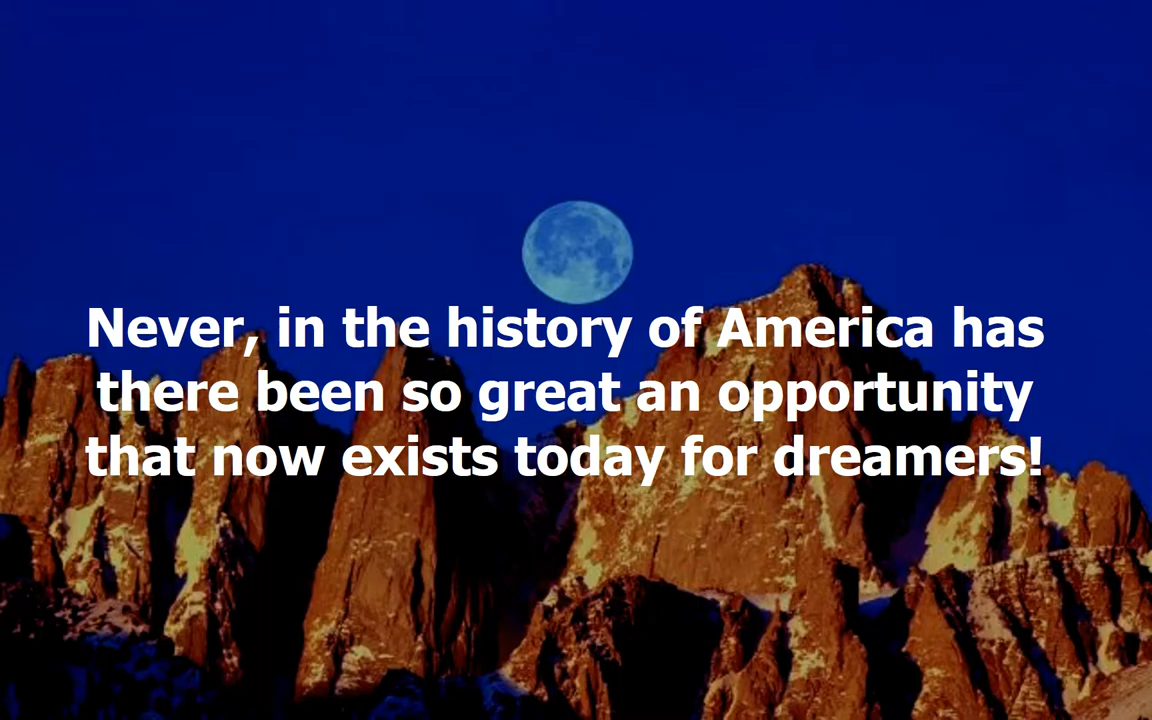 Never, in the history of America has
there been so great an opportunity
that now exists today for dreamers!